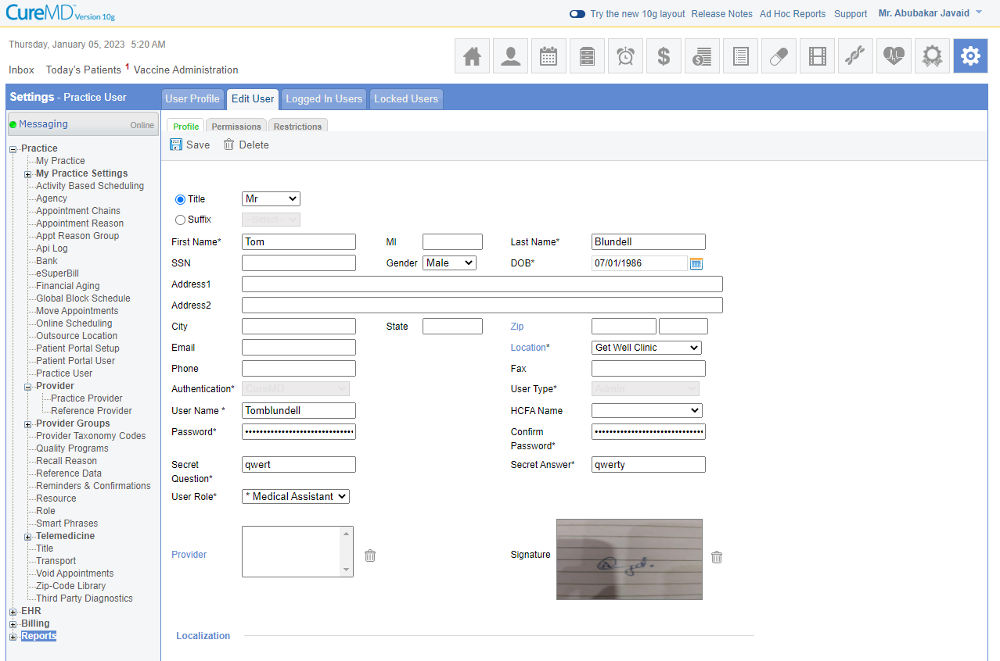 CureMD™ Version 10g
Try the new 10g layout Release Notes Ad Hoc Reports Support Mr. Abubakar Javaid
Thursday, January 05, 2023 5:20 AM
Inbox Today's Patients 1 Vaccine Administration
Settings - Practice User
User Profile Edit User Logged In Users Locked Users
Messaging Online
Practice
My Practice
My Practice Settings
Activity Based Scheduling
Agency
Appointment Chains
Appointment Reason
Appt Reason Group
Api Log
Bank
eSuperBill
Financial Aging
Global Block Schedule
Move Appointments
Online Scheduling
Outsource Location
Patient Portal Setup
Patient Portal User
Practice User
Provider
Practice Provider
Reference Provider
Provider Groups
Provider Taxonomy Codes
Quality Programs
Recall Reason
Reference Data
Reminders & Confirmations
Resource
Role
Smart Phrases
Telemedicine
Title
Transport
Void Appointments
Zip-Code Library
Third Party Diagnostics
EHR
Billing
Reports
Profile Permissions Restrictions
Save Delete
Title Mr
Suffix --Select--
First Name* Tom MI Last Name* Blundell
SSN Gender Male DOB* 07/01/1986
Address1
Address2
City State Zip
Email Location* Get Well Clinic
Phone Fax
Authentication* CureMD User Type* Admin
User Name * Tomblundell HCFA Name
Password* Confirm
Password*
Secret Question* qwert Secret Answer* qwerty
User Role* * Medical Assistant
Provider Signature
Localization